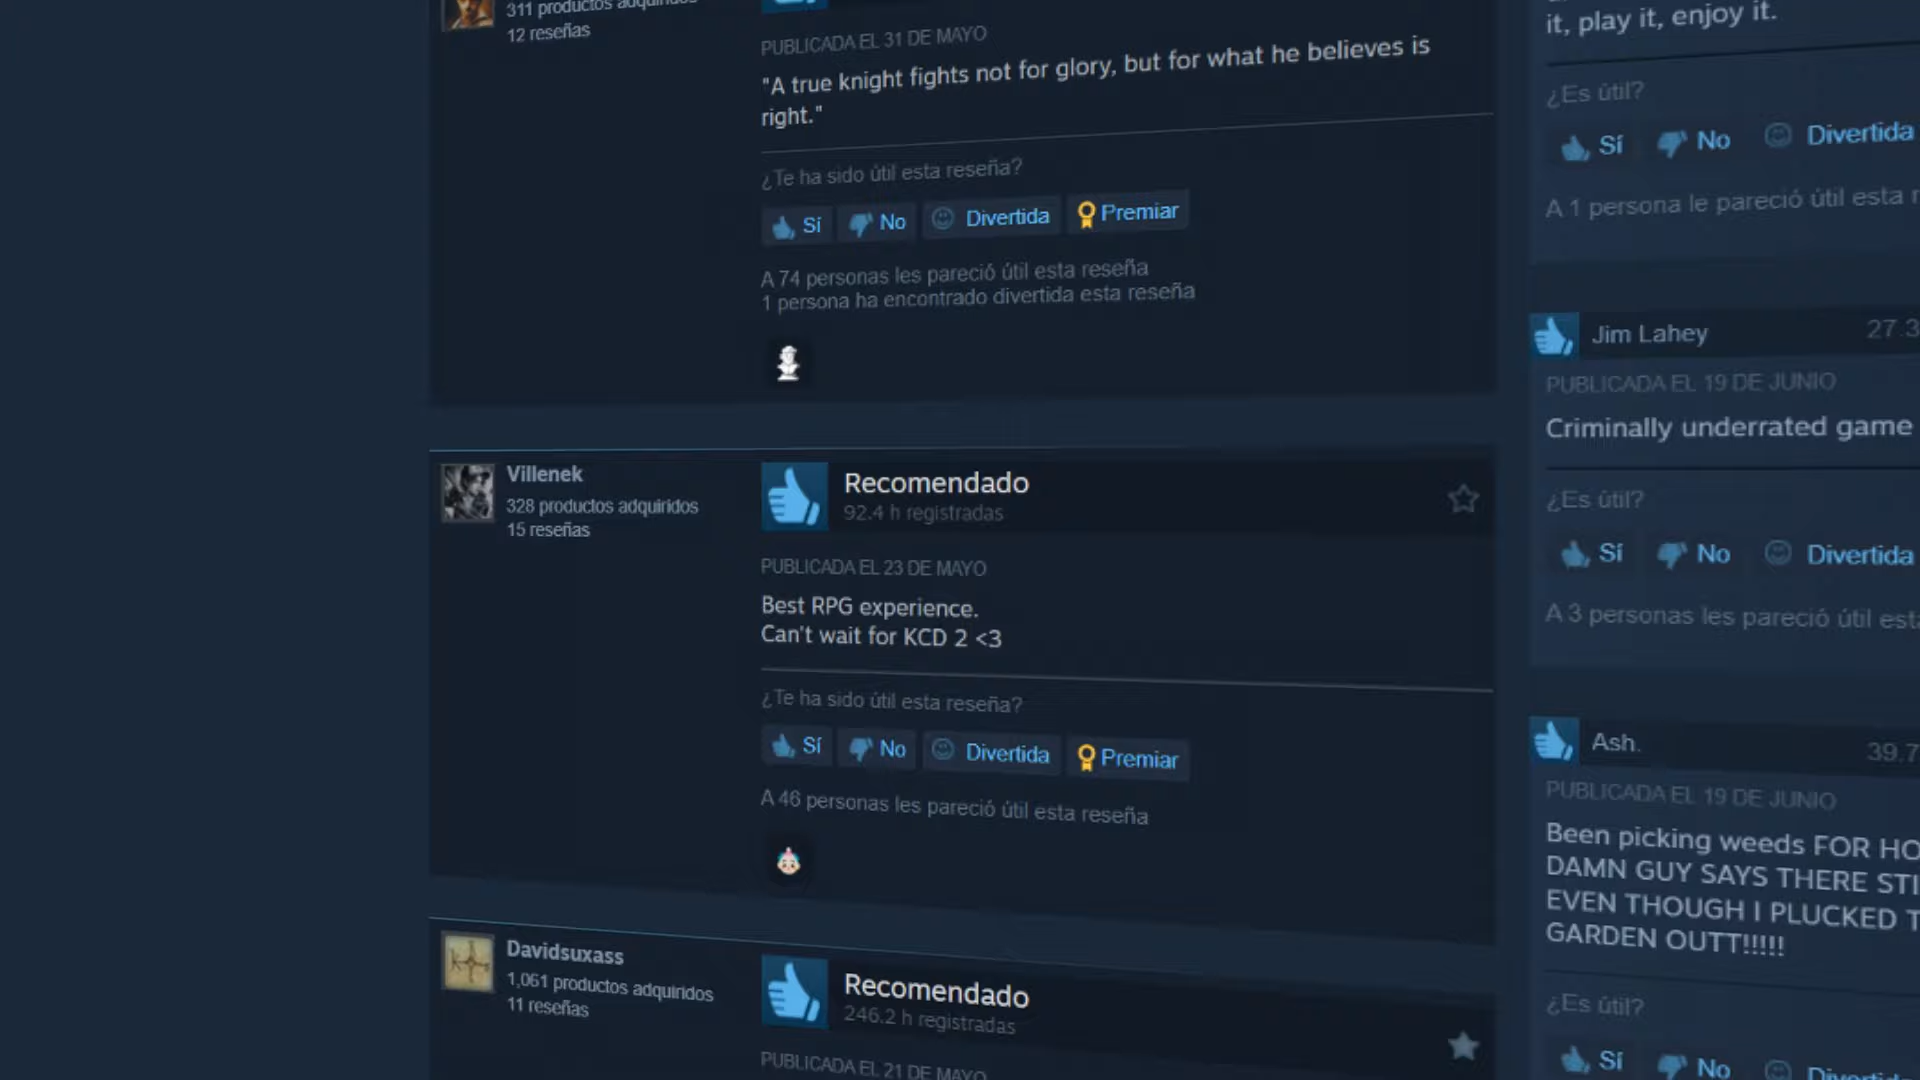 311 productos adquiridos
12 reseñas
PUBLICADA EL 31 DE MAYO
"A true knight fights not for glory, but for what he believes is
right."
¿Te ha sido útil esta reseña?
Sí No Divertida Premiar
A 74 personas les pareció útil esta reseña
1 persona ha encontrado divertida esta reseña
Villenek
328 productos adquiridos
15 reseñas
Recomendado
92.4 h registradas
PUBLICADA EL 23 DE MAYO
Best RPG experience.
Can't wait for KCD 2 <3
¿Te ha sido útil esta reseña?
Sí No Divertida Premiar
A 46 personas les pareció útil esta reseña
Davidsuxass
1,061 productos adquiridos
11 reseñas
Recomendado
246.2 h registradas
PUBLICADA EL 21 DE MAYO
it, play it, enjoy it.
¿Es útil?
Sí No Divertida
A 1 persona le pareció útil esta r
Jim Lahey 27.3
PUBLICADA EL 19 DE JUNIO
Criminally underrated game
¿Es útil?
Sí No Divertida
A 3 personas les pareció útil est
Ash. 39.7
PUBLICADA EL 19 DE JUNIO
Been picking weeds FOR HO
DAMN GUY SAYS THERE STI
EVEN THOUGH I PLUCKED T
GARDEN OUTT!!!!!
¿Es útil?
Sí No Divertida